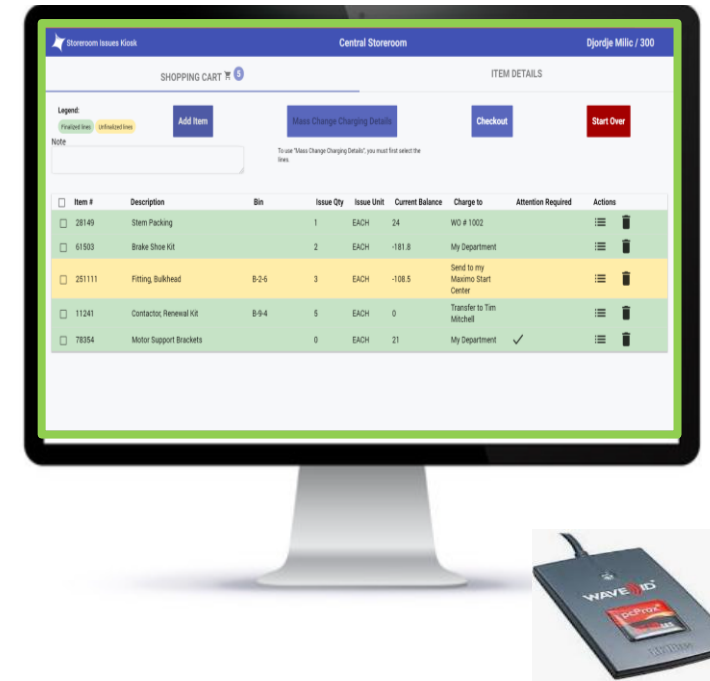 Storeroom Issues Kiosk
Central Storeroom
Djordje Milic / 300
SHOPPING CART 5
ITEM DETAILS
Legend:
Finalized lines Unfinalized lines
Add Item
Mass Change Charging Details
Checkout
Start Over
Note
To use "Mass Change Charging Details", you must first select the
lines.
Item # Description Bin Issue Qty Issue Unit Current Balance Charge to Attention Required Actions
28149 Stem Packing 1 EACH 24 WO # 1002
61503 Brake Shoe Kit 2 EACH -181.8 My Department
251111 Fitting, Bulkhead B-2-6 3 EACH -108.5 Send to my
Maximo Start
Center
11241 Contactor, Renewal Kit B-9-4 5 EACH 0 Transfer to Tim
Mitchell
78354 Motor Support Brackets 0 EACH 21 My Department
WAVE ID
pcProx